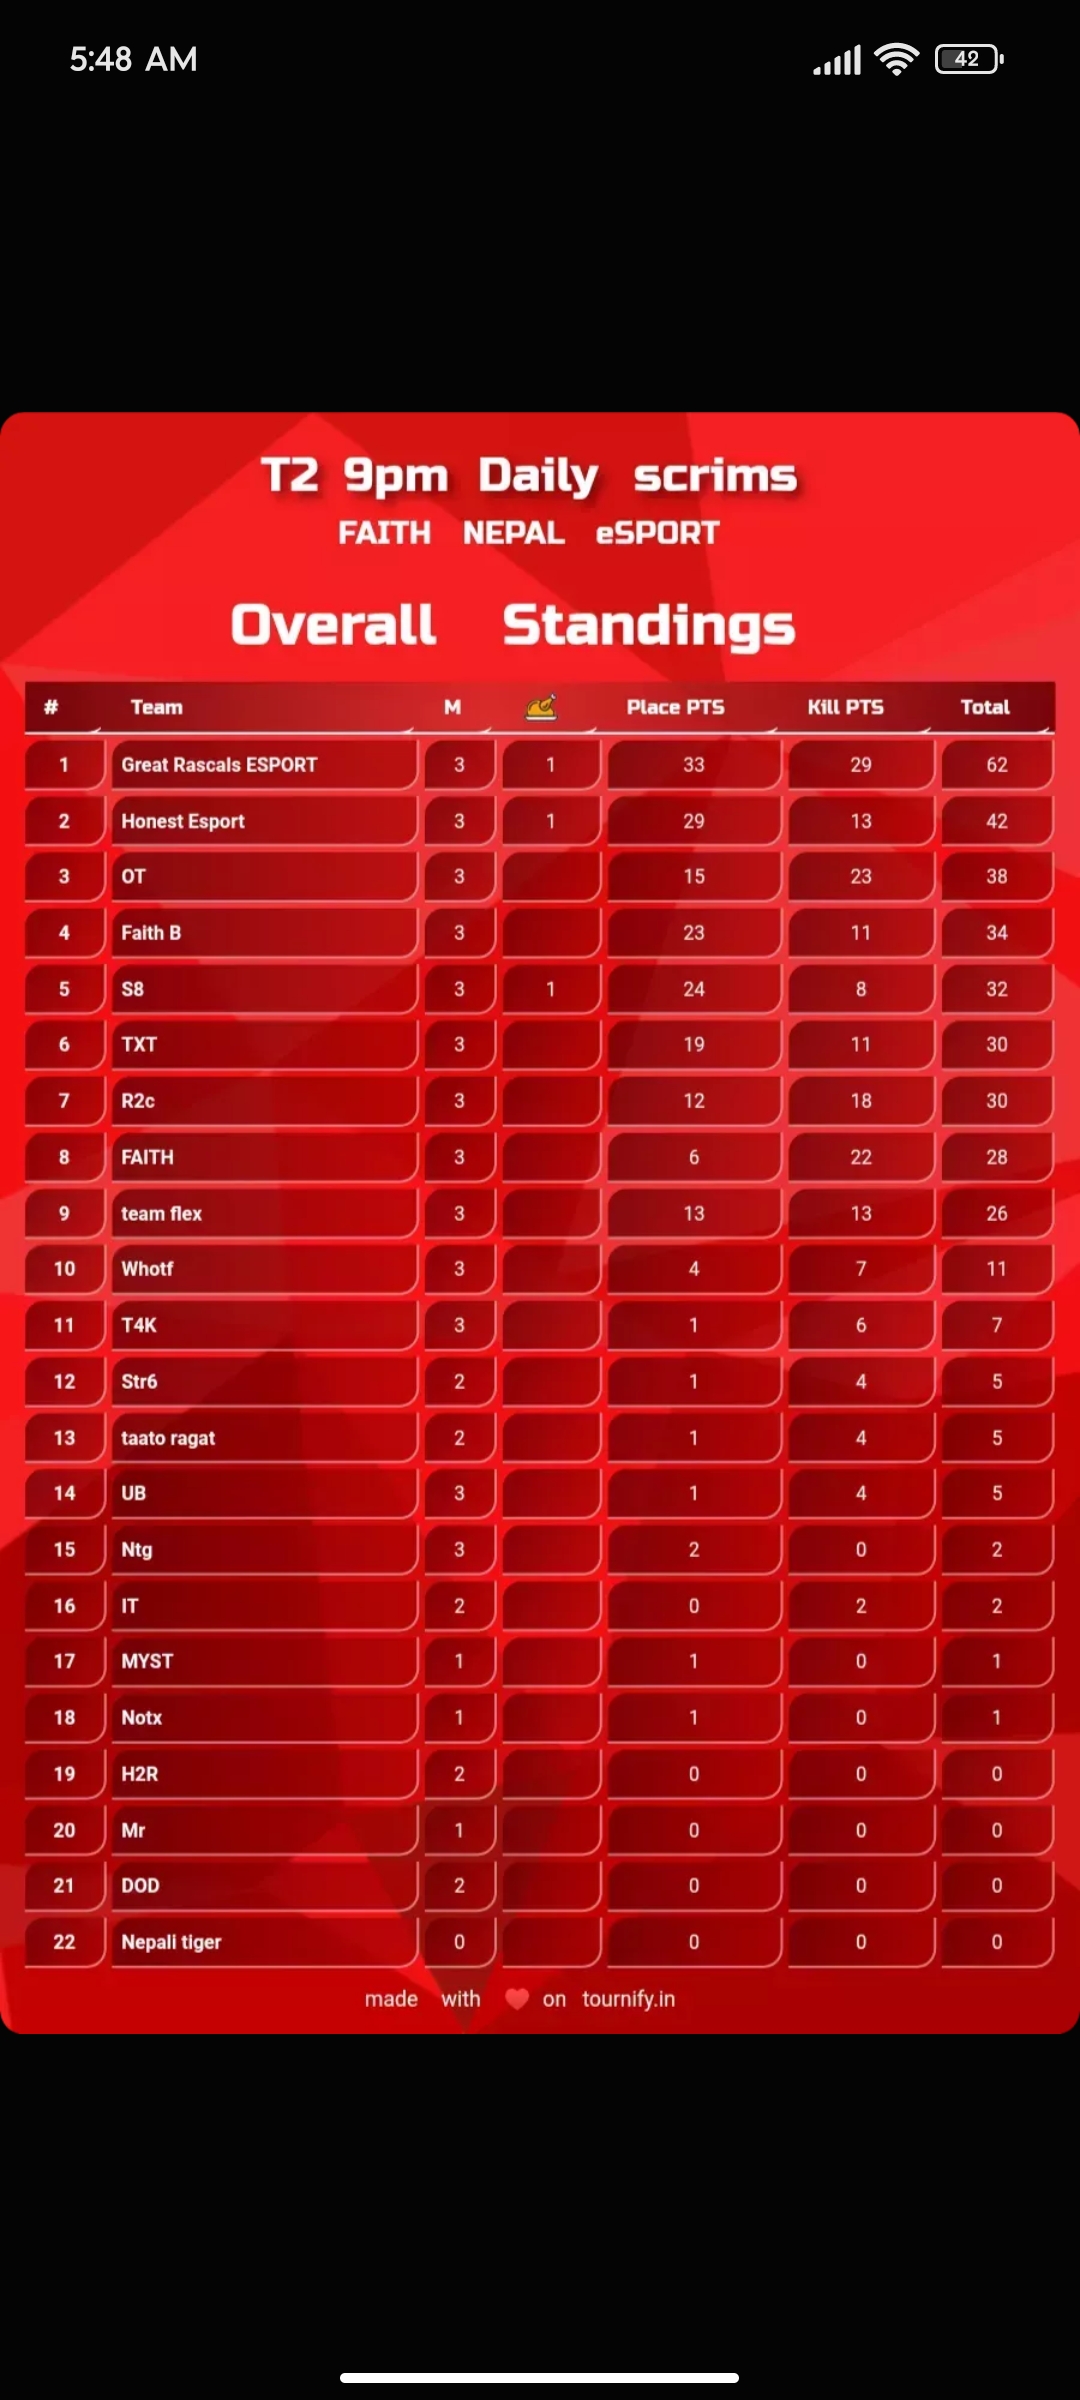 5:48 AM 42
T2 9pm Daily scrims
FAITH NEPAL eSPORT
Overall Standings
# Team M Place PTS Kill PTS Total
1 Great Rascals ESPORT 3 1 33 29 62
2 Honest Esport 3 1 29 13 42
3 OT 3 15 23 38
4 Faith B 3 23 11 34
5 S8 3 1 24 8 32
6 TXT 3 19 11 30
7 R2c 3 12 18 30
8 FAITH 3 6 22 28
9 team flex 3 13 13 26
10 Whotf 3 4 7 11
11 T4K 3 1 6 7
12 Str6 2 1 4 5
13 taato ragat 2 1 4 5
14 UB 3 1 4 5
15 Ntg 3 2 0 2
16 IT 2 0 2 2
17 MYST 1 1 0 1
18 Notx 1 1 0 1
19 H2R 2 0 0 0
20 Mr 1 0 0 0
21 DOD 2 0 0 0
22 Nepali tiger 0 0 0 0
made with ❤ on tournify.in